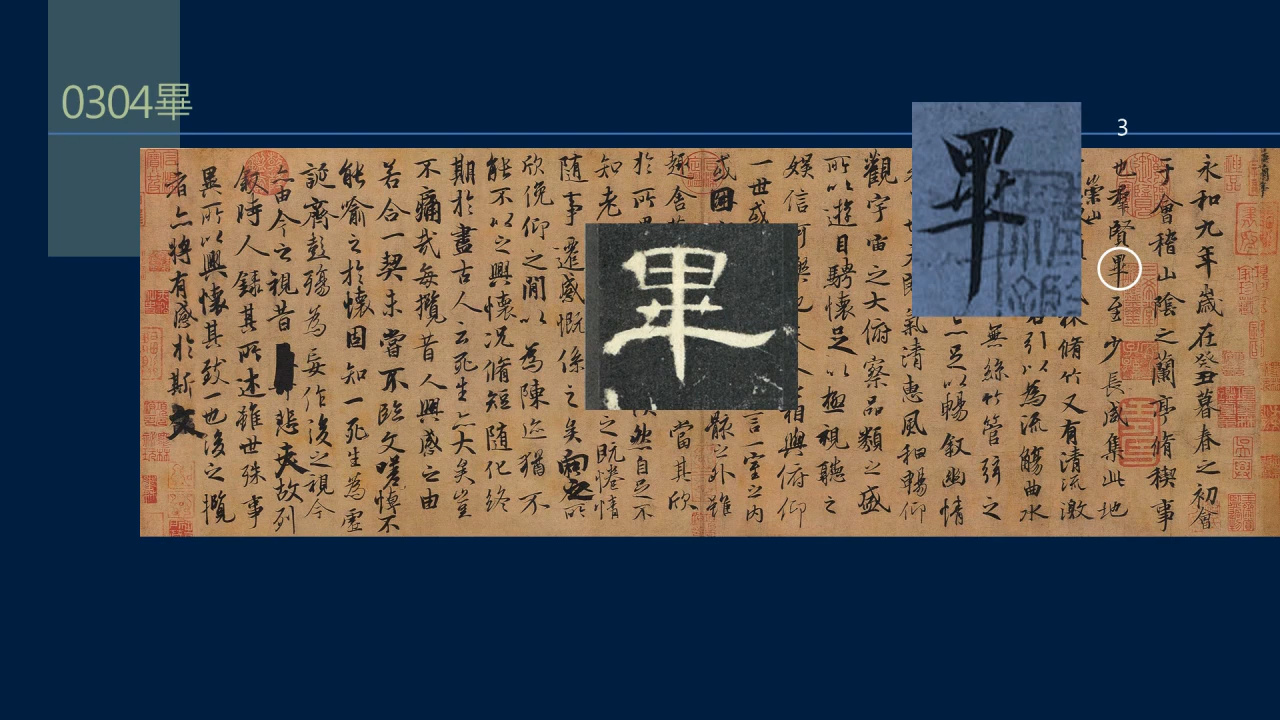 0304畢
3
畢
畢
永和九年歲在癸丑暮春之初會
于會稽山陰之蘭亭脩稧事
也羣賢畢至少長咸集此地
崇山林脩竹又有清流激
引以為流觴曲水
無絲竹管弦之
一足以暢叙幽情
氣清惠風和暢仰
觀宇宙之大俯察品類之盛
所以遊目騁懷足以極視聽之
娛信可相與俯仰
一世或言一室之內
或因骸之外雖
趣舍當其欣
於所然自足不
知老之既惓情
隨事遷感慨係之矣向之所
欣俛仰之閒以為陳迹猶不
能不以之興懷況脩短隨化終
期於盡古人云死生亦大矣豈
不痛哉每攬昔人興感之由
若合一契未嘗不臨文嗟悼不
能喻之於懷固知一死生為虛
誕齊彭殤為妄作後之視今
亦由今之視昔悲夫故列
叙時人錄其所述雖世殊事
異所以興懷其致一也後之攬
者亦將有感於斯文